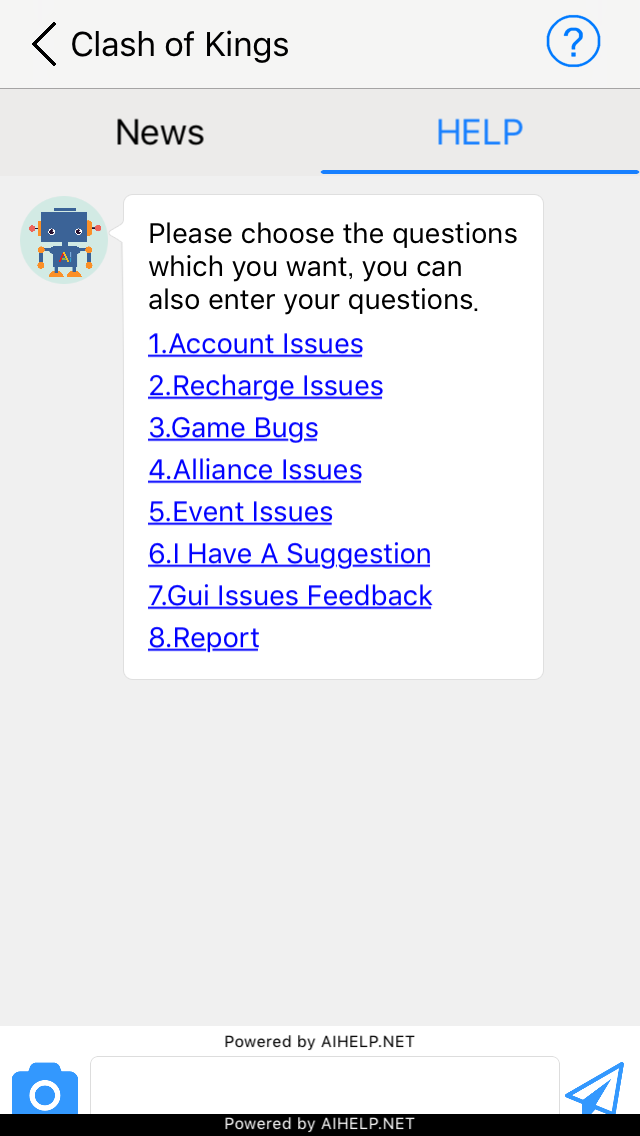 Clash of Kings
?
News
HELP
AI
Please choose the questions
which you want, you can
also enter your questions.
1.Account Issues
2.Recharge Issues
3.Game Bugs
4.Alliance Issues
5.Event Issues
6.I Have A Suggestion
7.Gui Issues Feedback
8.Report
Powered by AIHELP.NET
Powered by AIHELP.NET